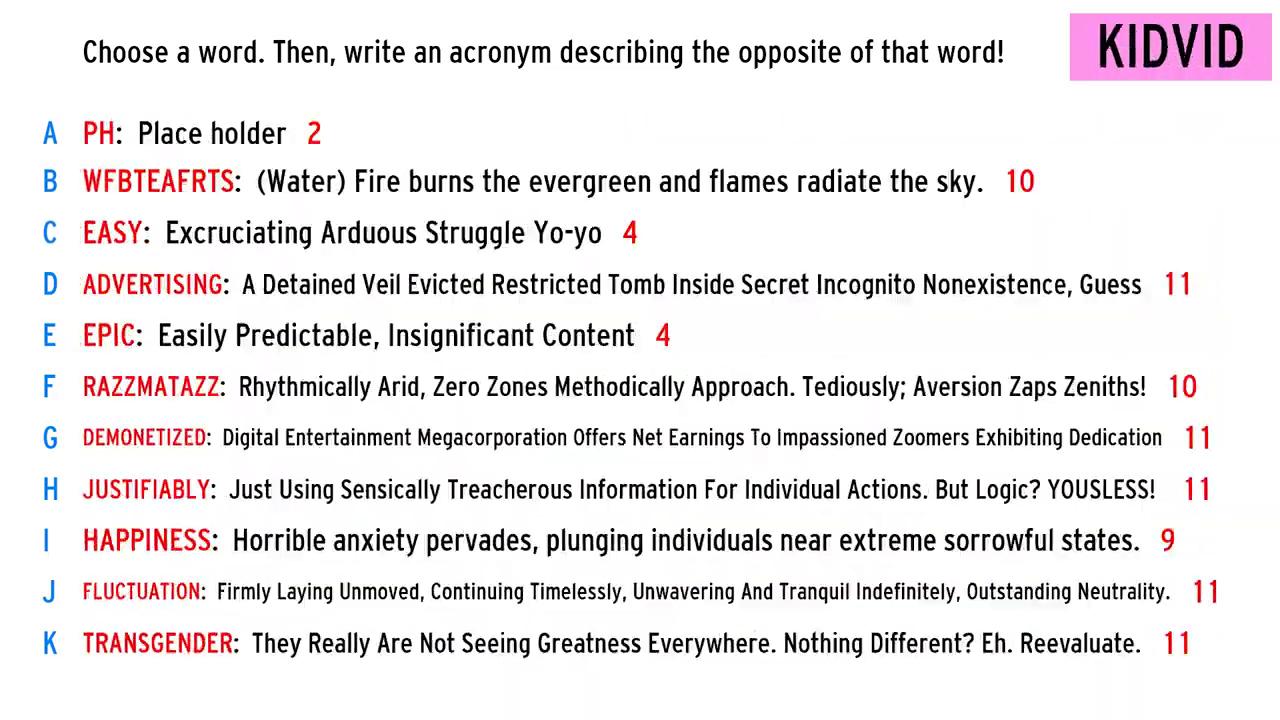 Choose a word. Then, write an acronym describing the opposite of that word!
KIDVID
A PH: Place holder 2
B WFBTEAFRTS: (Water) Fire burns the evergreen and flames radiate the sky. 10
C EASY: Excruciating Arduous Struggle Yo-yo 4
D ADVERTISING: A Detained Veil Evicted Restricted Tomb Inside Secret Incognito Nonexistence, Guess 11
E EPIC: Easily Predictable, Insignificant Content 4
F RAZZMATAZZ: Rhythmically Arid, Zero Zones Methodically Approach. Tediously; Aversion Zaps Zeniths! 10
G DEMONETIZED: Digital Entertainment Megacorporation Offers Net Earnings To Impassioned Zoomers Exhibiting Dedication 11
H JUSTIFIABLY: Just Using Sensically Treacherous Information For Individual Actions. But Logic? YOUSLESS! 11
I HAPPINESS: Horrible anxiety pervades, plunging individuals near extreme sorrowful states. 9
J FLUCTUATION: Firmly Laying Unmoved, Continuing Timelessly, Unwavering And Tranquil Indefinitely, Outstanding Neutrality. 11
K TRANSGENDER: They Really Are Not Seeing Greatness Everywhere. Nothing Different? Eh. Reevaluate. 11